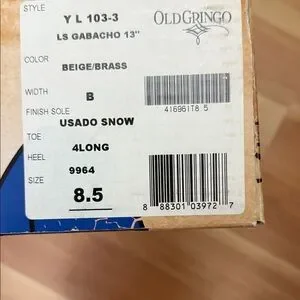 STYLE
Y L 103-3
LS GABACHO 13"
OLD GRINGO
COLOR
BEIGE/BRASS
WIDTH
B
416961T8 5
FINISH SOLE
USADO SNOW
TOE
4LONG
HEEL
9964
SIZE
8.5
8 88301 03972 7